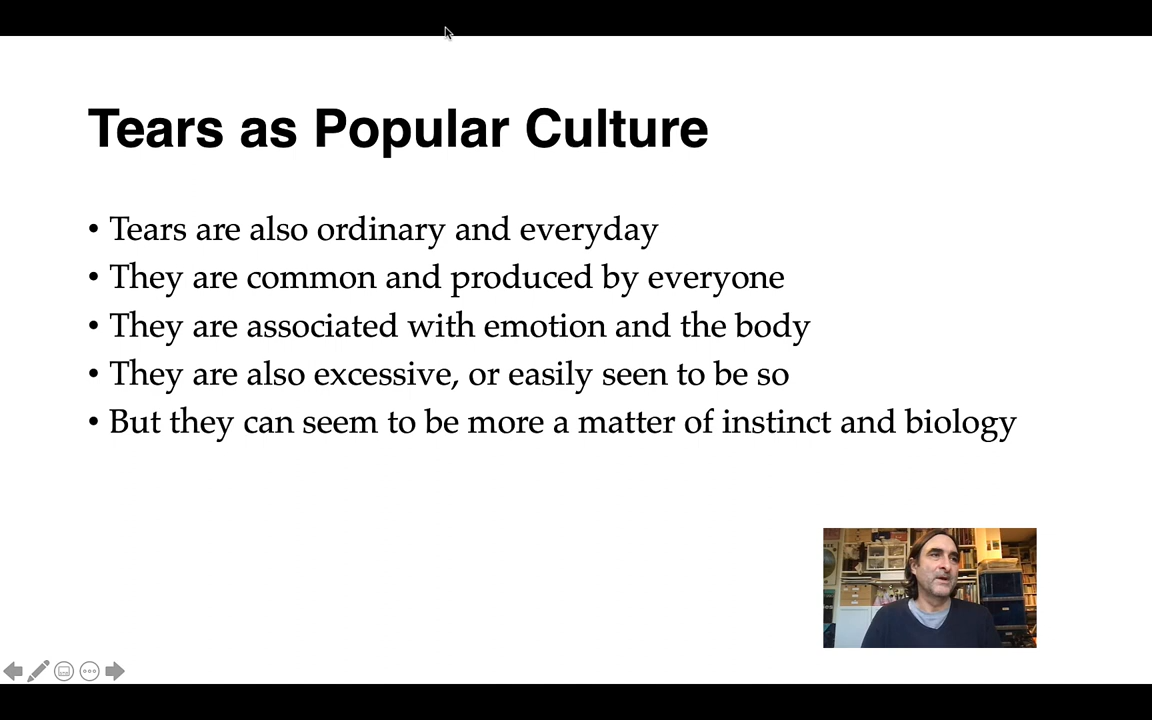 Tears as Popular Culture
• Tears are also ordinary and everyday
• They are common and produced by everyone
• They are associated with emotion and the body
• They are also excessive, or easily seen to be so
• But they can seem to be more a matter of instinct and biology